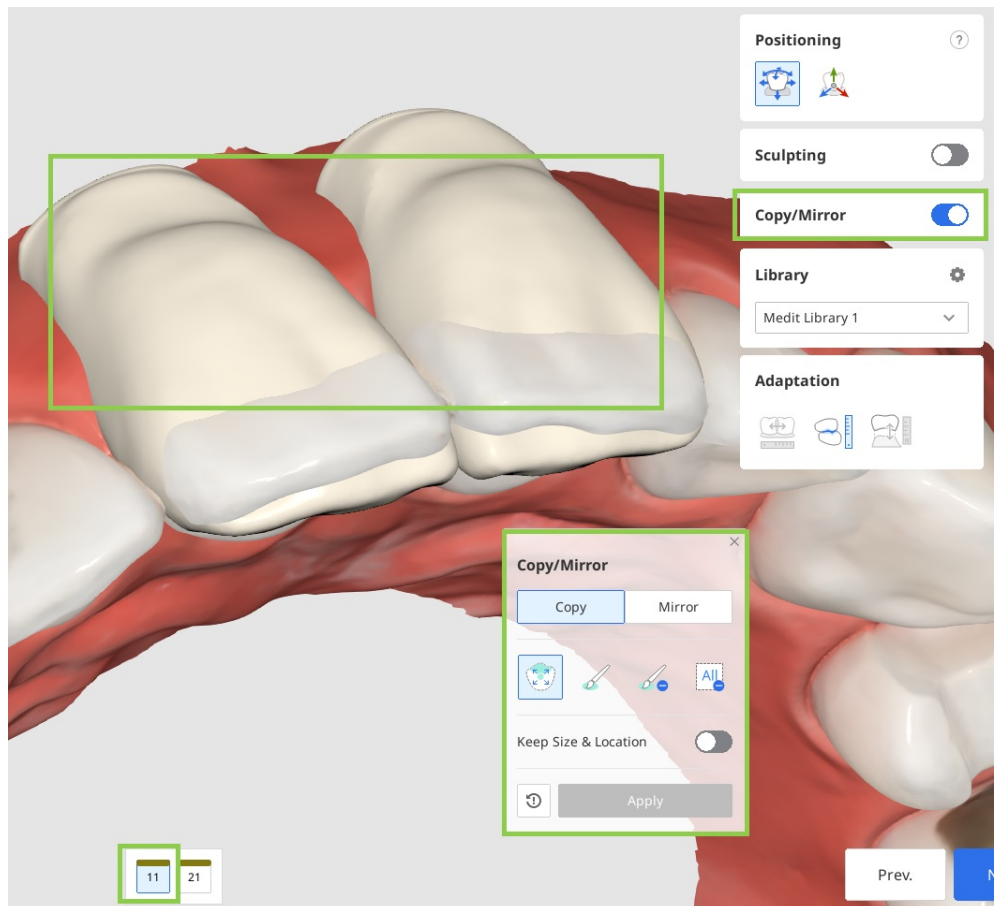 Positioning
?
Sculpting
Copy/Mirror
Library
Medit Library 1
Adaptation
Copy/Mirror
Copy
Mirror
All
Keep Size & Location
Apply
11
21
Prev.
N